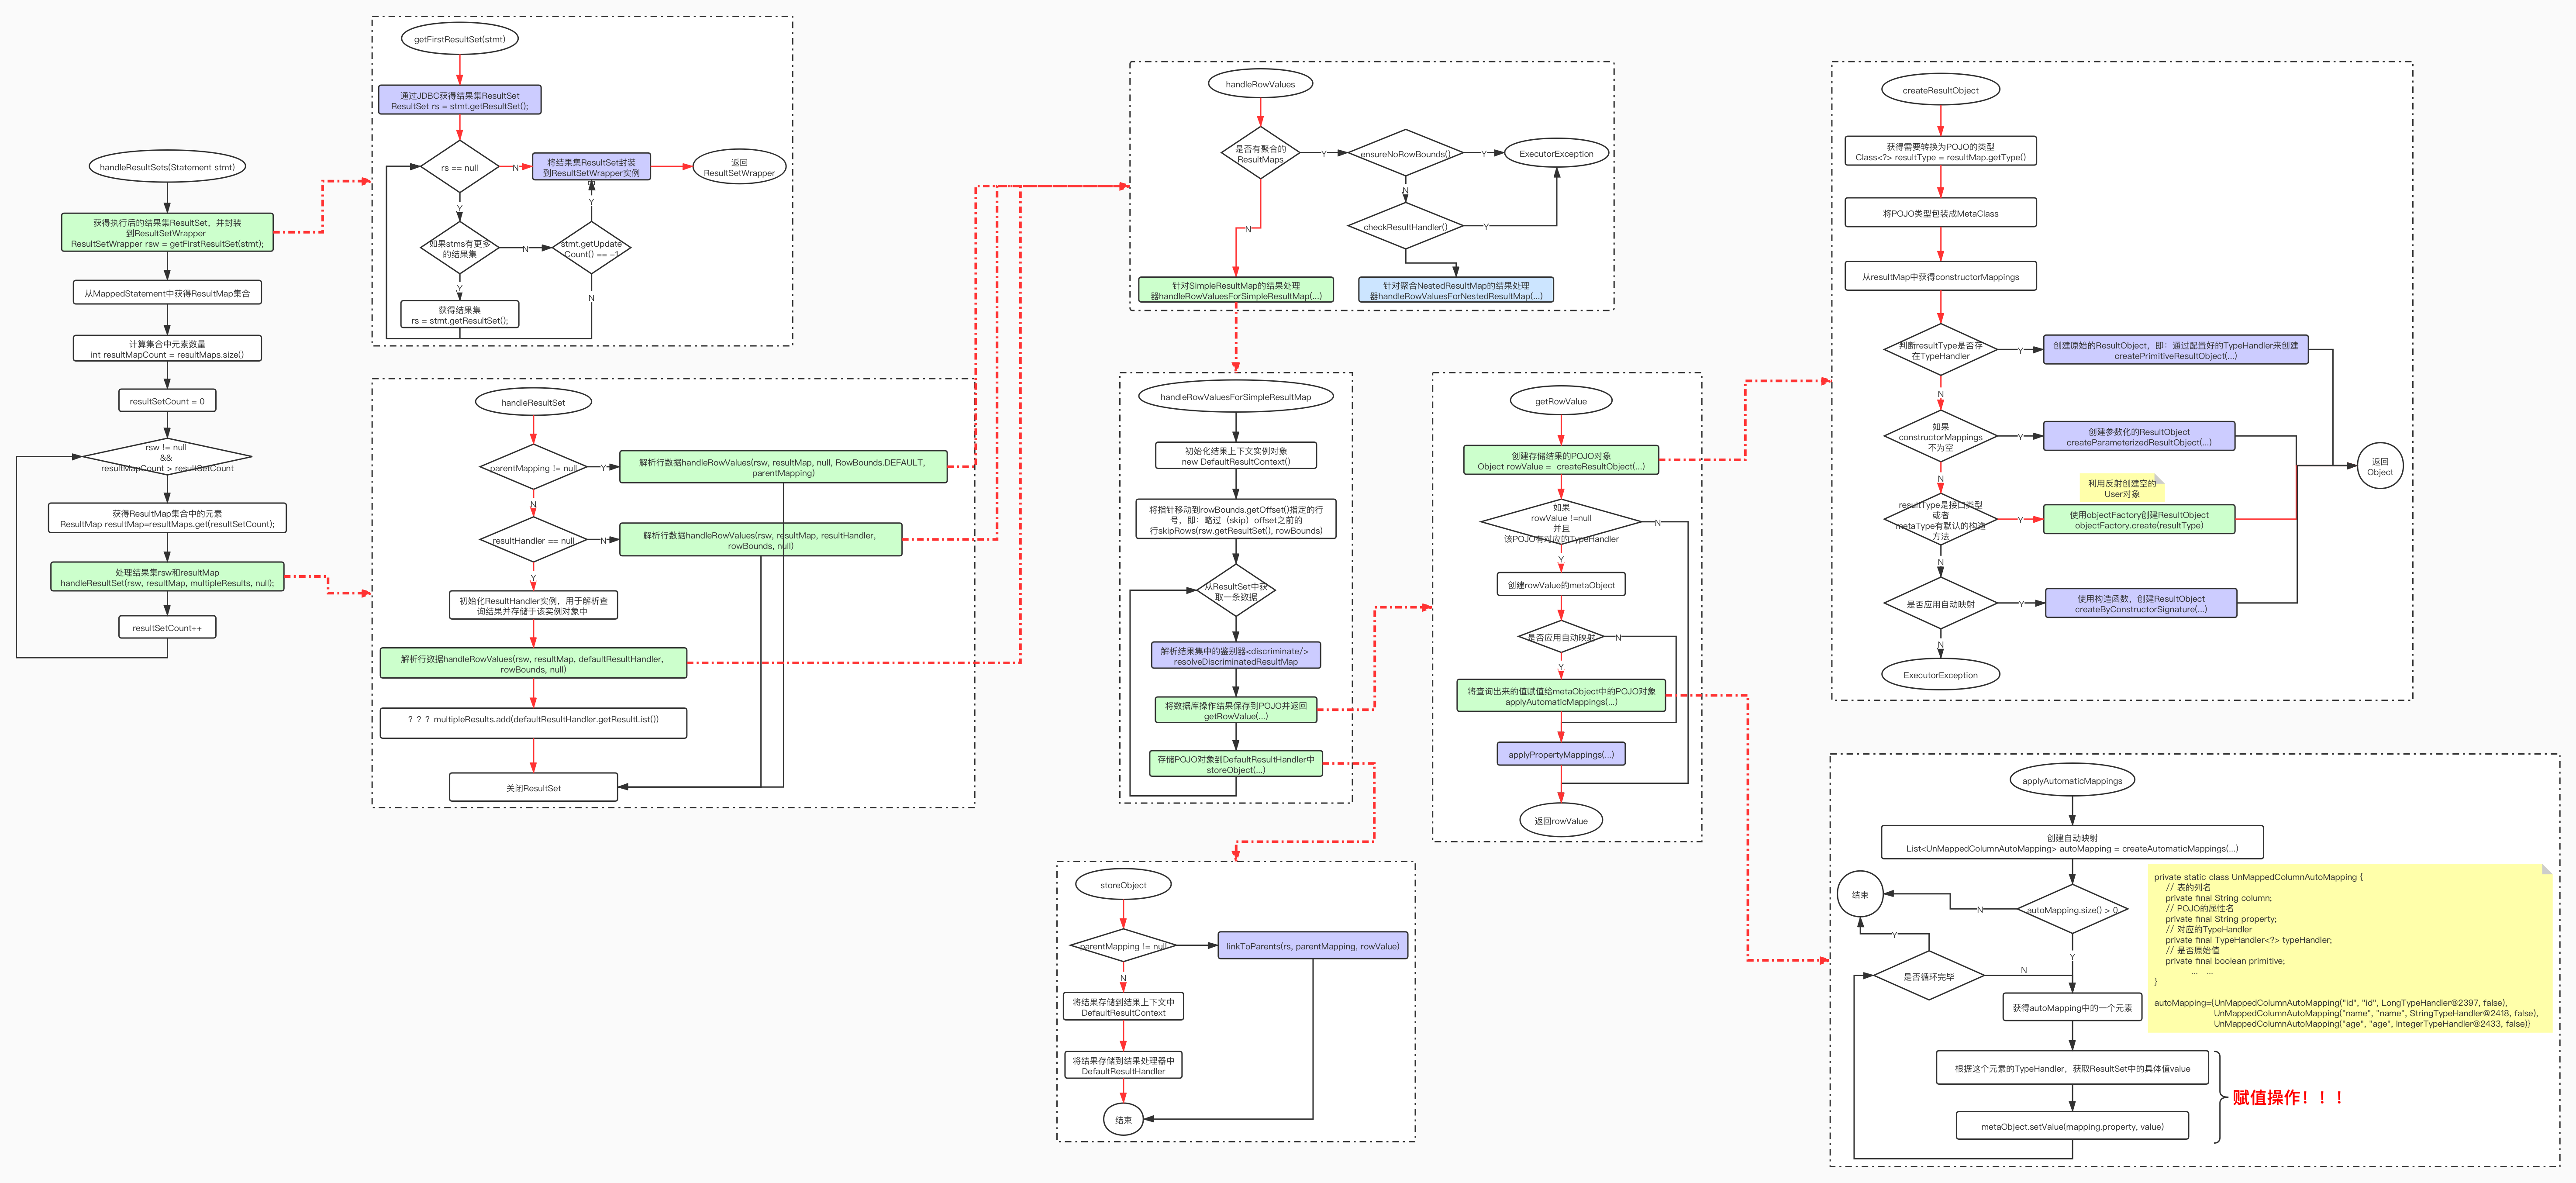 handleResultSets(Statement stmt)
获得执行后的结果集ResultSet，并封装
到ResultSetWrapper
ResultSetWrapper rsw = getFirstResultSet(stmt);
从MappedStatement中获得ResultMap集合
计算集合中元素数量
int resultMapCount = resultMaps.size()
resultSetCount = 0
rsw != null
&&
resultMapCount > resultSetCount
获得ResultMap集合中的元素
ResultMap resultMap=resultMaps.get(resultSetCount);
处理结果集rsw和resultMap
handleResultSet(rsw, resultMap, multipleResults, null);
resultSetCount++
getFirstResultSet(stmt)
通过JDBC获得结果集ResultSet
ResultSet rs = stmt.getResultSet();
rs == null
N
将结果集ResultSet封装
到ResultSetWrapper实例
返回
ResultSetWrapper
Y
Y
如果stms有更多
的结果集
N
stmt.getUpdate
Count() == -1
Y
N
获得结果集
rs = stmt.getResultSet();
handleResultSet
parentMapping != null
Y
解析行数据handleRowValues(rsw, resultMap, null, RowBounds.DEFAULT,
parentMapping)
N
resultHandler == null
N
解析行数据handleRowValues(rsw, resultMap, resultHandler,
rowBounds, null)
Y
初始化ResultHandler实例，用于解析查
询结果并存储于该实例对象中
解析行数据handleRowValues(rsw, resultMap, defaultResultHandler,
rowBounds, null)
？？？multipleResults.add(defaultResultHandler.getResultList())
关闭ResultSet
handleRowValues
是否有聚合的
ResultMaps
Y
ensureNoRowBounds()
Y
ExecutorException
N
checkResultHandler()
Y
N
针对SimpleResultMap的结果处理
器handleRowValuesForSimpleResultMap(...)
针对聚合NestedResultMap的结果处理
器handleRowValuesForNestedResultMap(...)
handleRowValuesForSimpleResultMap
初始化结果上下文实例对象
new DefaultResultContext()
将指针移动到rowBounds.getOffset()指定的行
号，即：略过（skip）offset之前的
行skipRows(rsw.getResultSet(), rowBounds)
从ResultSet中获
取一条数据
解析结果集中的鉴别器<discriminate/>
resolveDiscriminatedResultMap
将数据库操作结果保存到POJO并返回
getRowValue(...)
存储POJO对象到DefaultResultHandler中
storeObject(...)
getRowValue
创建存储结果的POJO对象
Object rowValue =  createResultObject(...)
如果
rowValue !=null
并且
该POJO有对应的TypeHandler
N
Y
创建rowValue的metaObject
是否应用自动映射
N
Y
将查询出来的值赋值给metaObject中的POJO对象
applyAutomaticMappings(...)
applyPropertyMappings(...)
返回rowValue
storeObject
parentMapping != null
linkToParents(rs, parentMapping, rowValue)
N
将结果存储到结果上下文中
DefaultResultContext
将结果存储到结果处理器中
DefaultResultHandler
结束
createResultObject
获得需要转换为POJO的类型
Class<?> resultType = resultMap.getType()
将POJO类型包装成MetaClass
从resultMap中获得constructorMappings
判断resultType是否存
在TypeHandler
Y
创建原始的ResultObject，即：通过配置好的TypeHandler来创建
createPrimitiveResultObject(...)
N
如果
constructorMappings
不为空
Y
创建参数化的ResultObject
createParameterizedResultObject(...)
返回
Object
N
利用反射创建空的
User对象
resultType是接口类型
或者
metaType有默认的构造
方法
Y
使用objectFactory创建ResultObject
objectFactory.create(resultType)
N
是否应用自动映射
Y
使用构造函数，创建ResultObject
createByConstructorSignature(...)
N
ExecutorException
applyAutomaticMappings
创建自动映射
List<UnMappedColumnAutoMapping> autoMapping = createAutomaticMappings(...)
结束
N
autoMapping.size() > 0
Y
Y
是否循环完毕
N
获得autoMapping中的一个元素
根据这个元素的TypeHandler，获取ResultSet中的具体值value
metaObject.setValue(mapping.property, value)
赋值操作！！！
private static class UnMappedColumnAutoMapping {
// 表的列名
private final String column;
// POJO的属性名
private final String property;
// 对应的TypeHandler
private final TypeHandler<?> typeHandler;
// 是否原始值
private final boolean primitive;
... ...
}
autoMapping={UnMappedColumnAutoMapping("id", "id", LongTypeHandler@2397, false),
UnMappedColumnAutoMapping("name", "name", StringTypeHandler@2418, false),
UnMappedColumnAutoMapping("age", "age", IntegerTypeHandler@2433, false)}